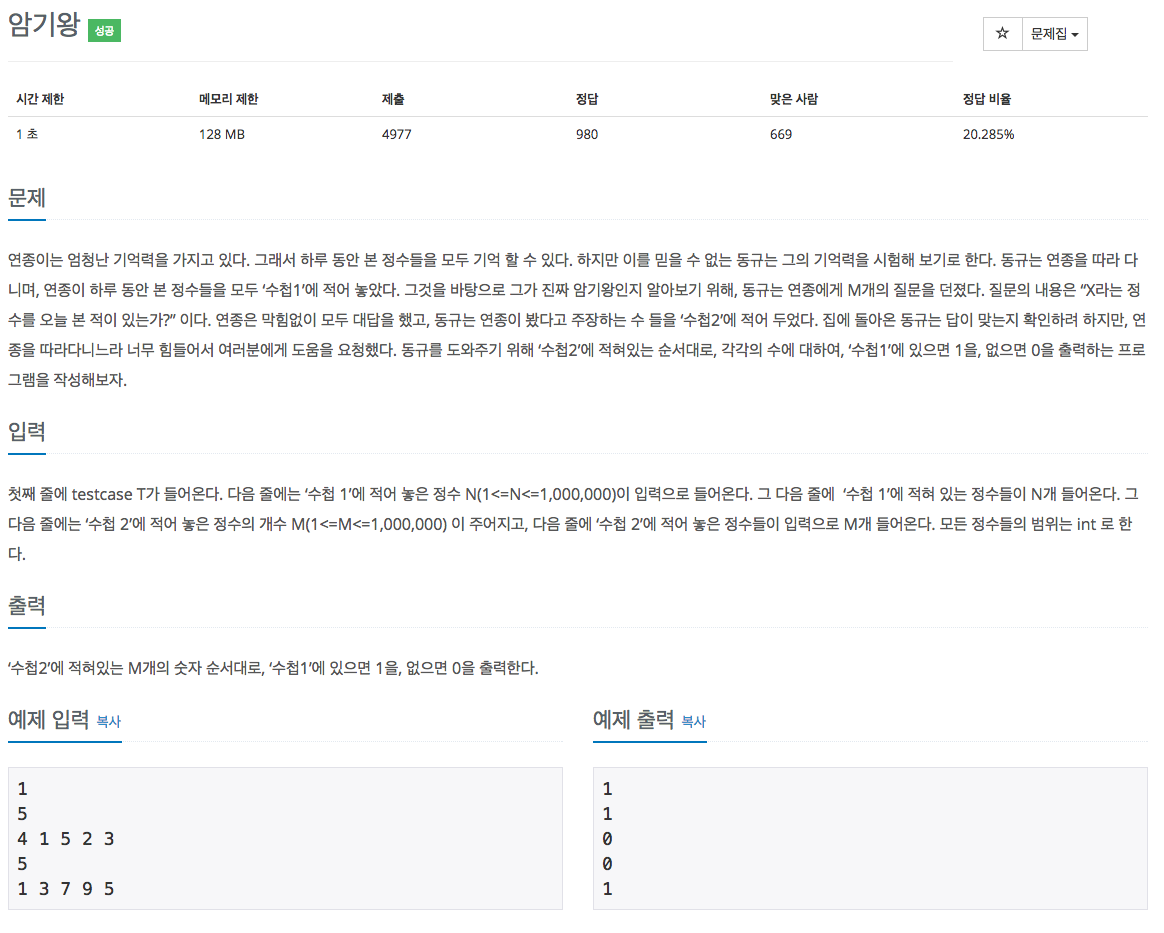 암기왕 성공
☆ 문제집
시간 제한 메모리 제한 제출 정답 맞은 사람 정답 비율
1 초 128 MB 4977 980 669 20.285%
문제
연종이는 엄청난 기억력을 가지고 있다. 그래서 하루 동안 본 정수들을 모두 기억 할 수 있다. 하지만 이를 믿을 수 없는 동규는 그의 기억력을 시험해 보기로 한다. 동규는 연종을 따라 다
니며, 연종이 하루 동안 본 정수들을 모두 ‘수첩1’에 적어 놓았다. 그것을 바탕으로 그가 진짜 암기왕인지 알아보기 위해, 동규는 연종에게 M개의 질문을 던졌다. 질문의 내용은 “X라는 정
수를 오늘 본 적이 있는가?” 이다. 연종은 막힘없이 모두 대답을 했고, 동규는 연종이 봤다고 주장하는 수 들을 ‘수첩2’에 적어 두었다. 집에 돌아온 동규는 답이 맞는지 확인하려 하지만, 연
종을 따라다니느라 너무 힘들어서 여러분에게 도움을 요청했다. 동규를 도와주기 위해 ‘수첩2’에 적혀있는 순서대로, 각각의 수에 대하여, ‘수첩1’에 있으면 1을, 없으면 0을 출력하는 프로
그램을 작성해보자.
입력
첫째 줄에 testcase T가 들어온다. 다음 줄에는 ‘수첩 1’에 적어 놓은 정수 N(1<=N<=1,000,000)이 입력으로 들어온다. 그 다음 줄에 ‘수첩 1’에 적혀 있는 정수들이 N개 들어온다. 그
다음 줄에는 ‘수첩 2’에 적어 놓은 정수의 개수 M(1<=M<=1,000,000) 이 주어지고, 다음 줄에 ‘수첩 2’에 적어 놓은 정수들이 입력으로 M개 들어온다. 모든 정수들의 범위는 int 로 한
다.
출력
‘수첩2’에 적혀있는 M개의 숫자 순서대로, ‘수첩1’에 있으면 1을, 없으면 0을 출력한다.
예제 입력 복사
1
5
4 1 5 2 3
5
1 3 7 9 5
예제 출력 복사
1
1
0
0
1